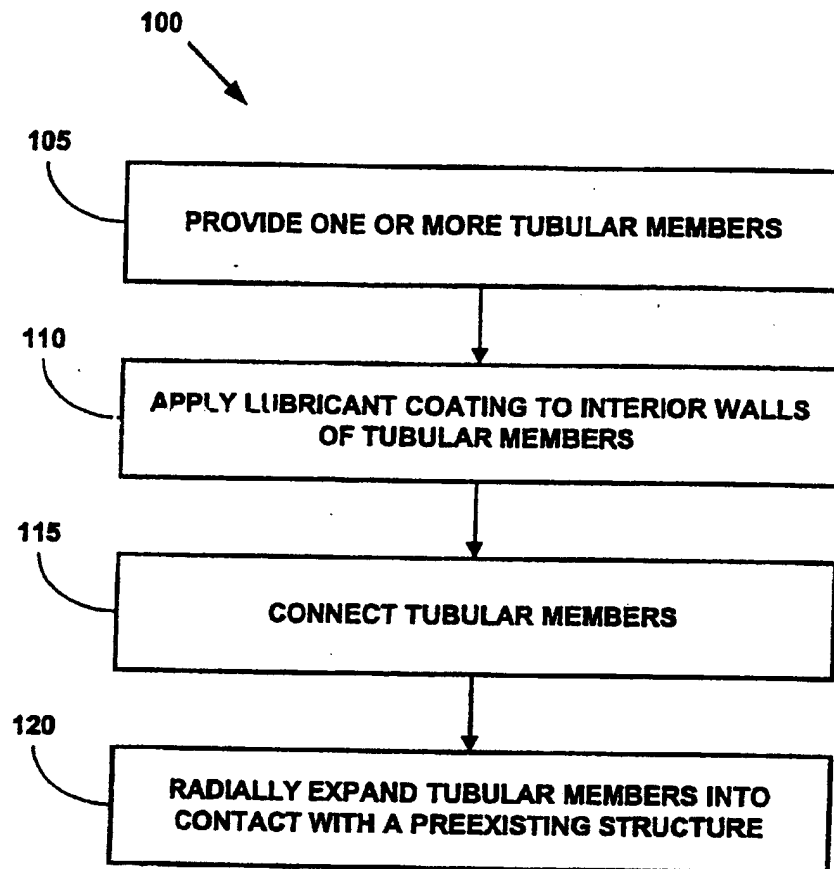 100
105
PROVIDE ONE OR MORE TUBULAR MEMBERS
110
APPLY LUBRICANT COATING TO INTERIOR WALLS
OF TUBULAR MEMBERS
115
CONNECT TUBULAR MEMBERS
120
RADIALLY EXPAND TUBULAR MEMBERS INTO
CONTACT WITH A PREEXISTING STRUCTURE